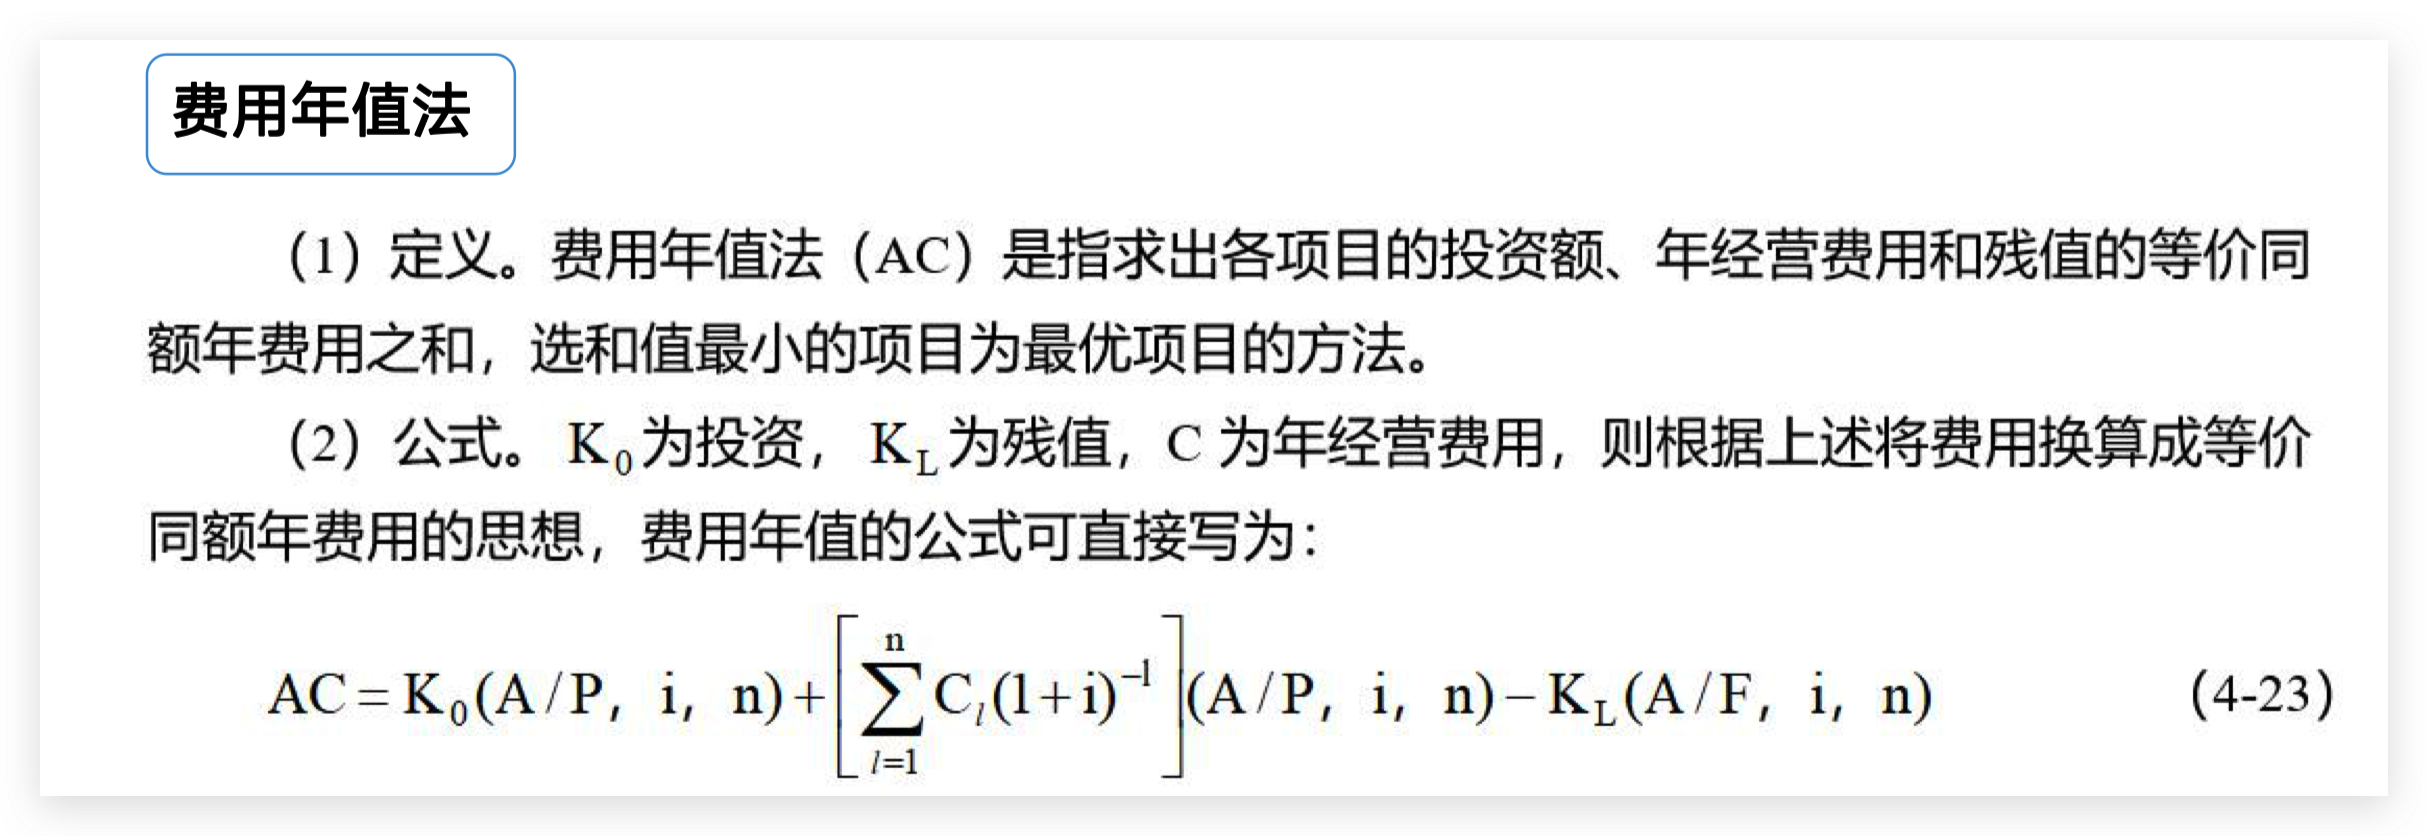 费用年值法
（1）定义。费用年值法（AC）是指求出各项目的投资额、年经营费用和残值的等价同
额年费用之和，选和值最小的项目为最优项目的方法。
（2）公式。K₀为投资，K_L为残值，C 为年经营费用，则根据上述将费用换算成等价
同额年费用的思想，费用年值的公式可直接写为：
AC=K₀(A/P, i, n)+[∑_{l=1}^{n} C_l(1+i)^{-l}](A/P, i, n)-K_L(A/F, i, n) （4-23）